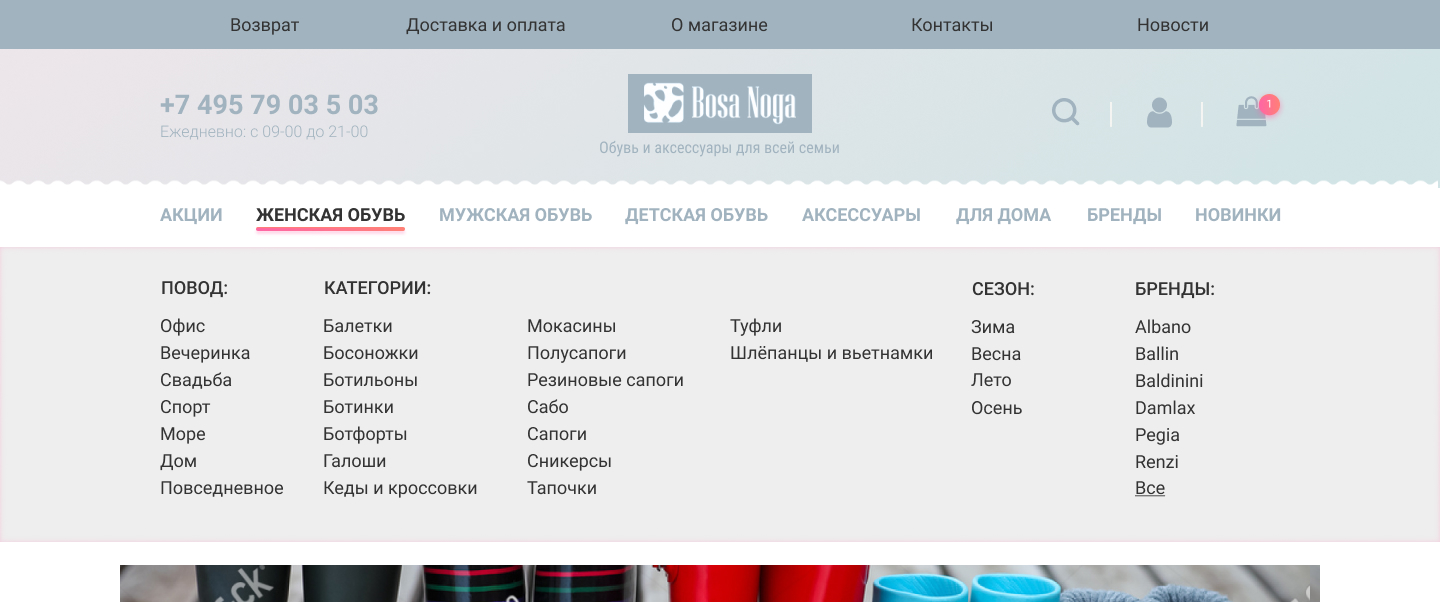 Возврат
Доставка и оплата
О магазине
Контакты
Новости
+7 495 79 03 5 03
Ежедневно: с 09-00 до 21-00
Bosa Noga
Обувь и аксессуары для всей семьи
1
АКЦИИ
ЖЕНСКАЯ ОБУВЬ
МУЖСКАЯ ОБУВЬ
ДЕТСКАЯ ОБУВЬ
АКСЕССУАРЫ
ДЛЯ ДОМА
БРЕНДЫ
НОВИНКИ
ПОВОД:
Офис
Вечеринка
Свадьба
Спорт
Море
Дом
Повседневное
КАТЕГОРИИ:
Балетки
Босоножки
Ботильоны
Ботинки
Ботфорты
Галоши
Кеды и кроссовки
Мокасины
Полусапоги
Резиновые сапоги
Сабо
Сапоги
Сникерсы
Тапочки
Туфли
Шлёпанцы и вьетнамки
СЕЗОН:
Зима
Весна
Лето
Осень
БРЕНДЫ:
Albano
Ballin
Baldinini
Damlax
Pegia
Renzi
Все